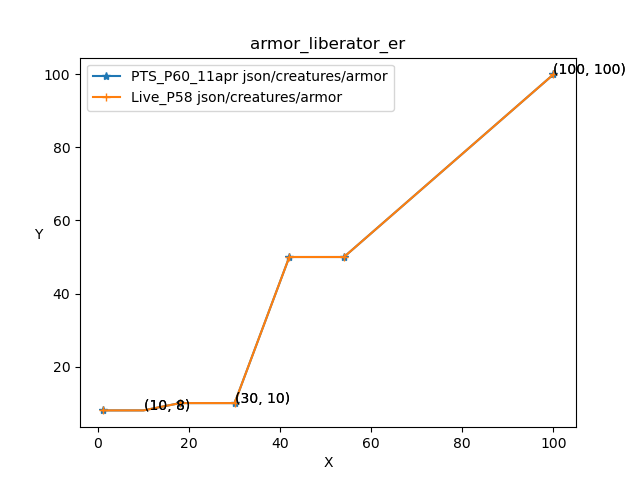 armor_liberator_er
PTS_P60_11apr json/creatures/armor
Live_P58 json/creatures/armor
(100, 100)
(30, 10)
(10, 8)
Y
100
80
60
40
20
0
20
40
60
80
100
X